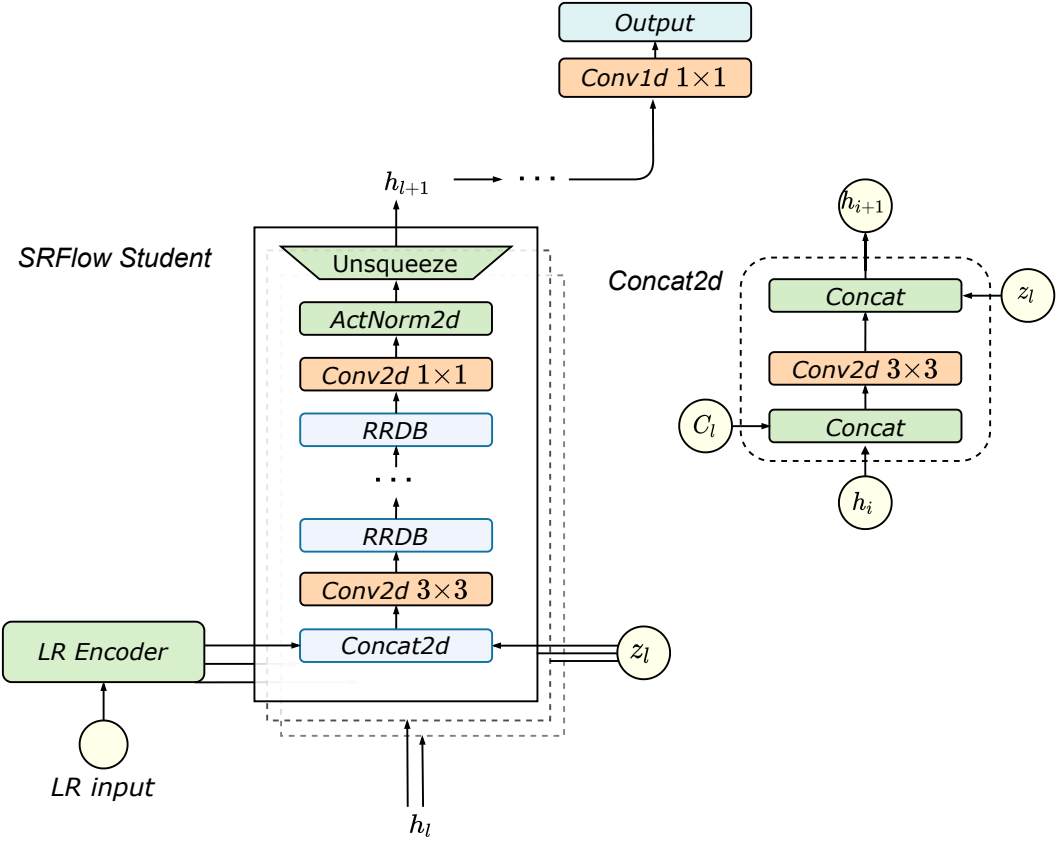 Output
Conv1d 1×1
h_{l+1}
· · ·
SRFlow Student
Unsqueeze
ActNorm2d
Conv2d 1×1
RRDB
· · ·
RRDB
Conv2d 3×3
Concat2d
LR Encoder
z_l
LR input
h_l
h_{i+1}
Concat2d
Concat
z_l
Conv2d 3×3
C_l
Concat
h_i